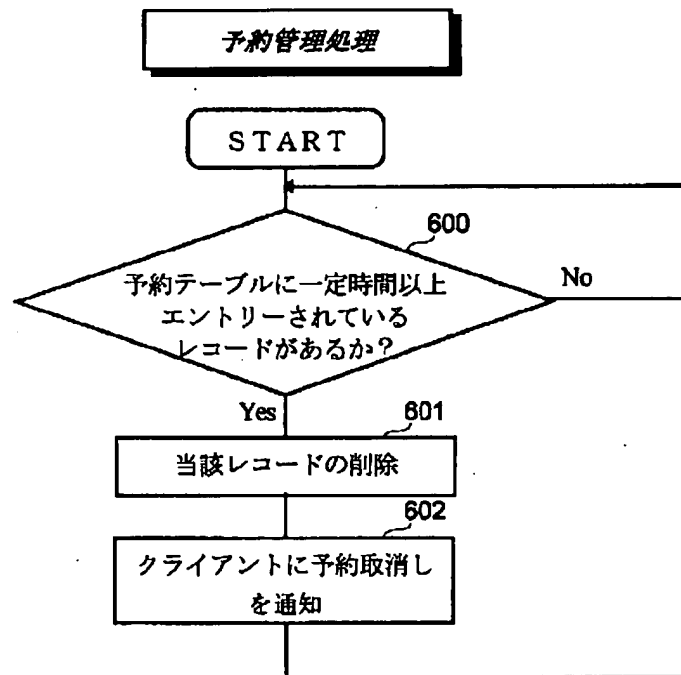 予約管理処理
START
600
予約テーブルに一定時間以上
エントリーされている
レコードがあるか?
No
Yes
601
当該レコードの削除
602
クライアントに予約取消し
を通知